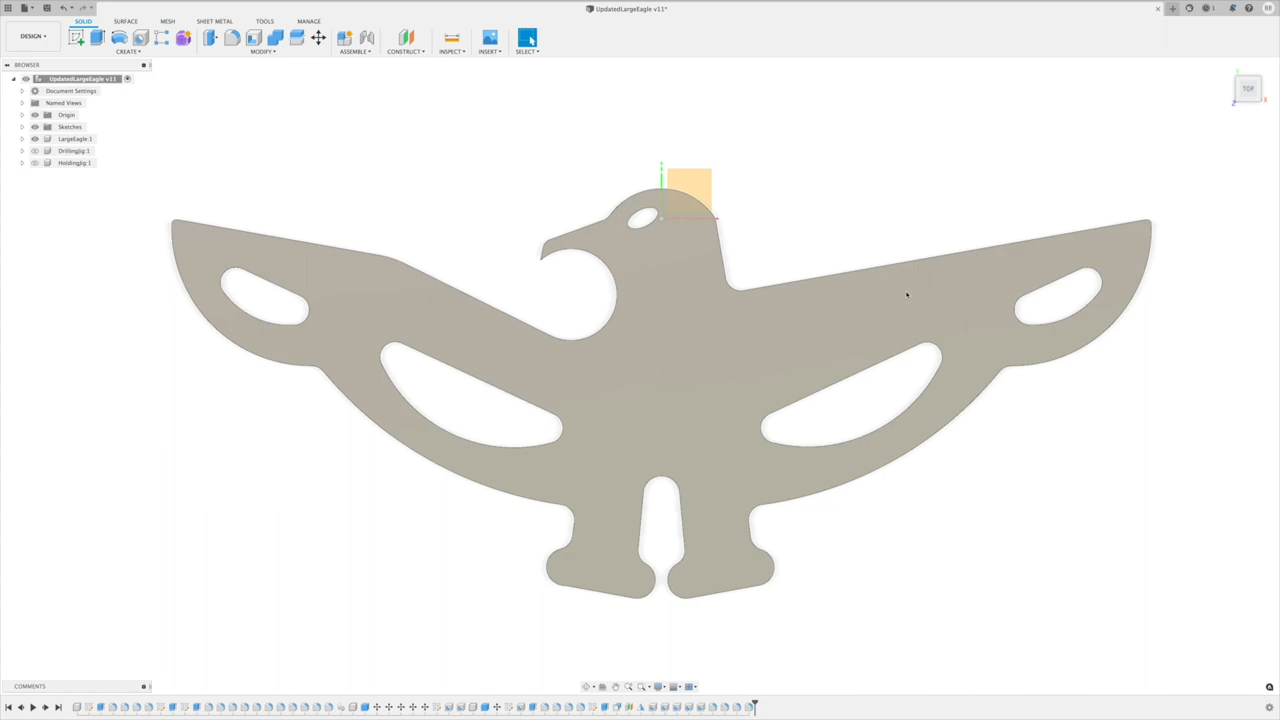 UpdatedLargeEagle v11*
BB
DESIGN
SOLID SURFACE MESH SHEET METAL TOOLS MANAGE
CREATE MODIFY ASSEMBLE CONSTRUCT INSPECT INSERT SELECT
BROWSER
UpdatedLargeEagle v11
Document Settings
Named Views
Origin
Sketches
LargeEagle:1
DrillingJig:1
HoldingJig:1
TOP
X
Z
COMMENTS